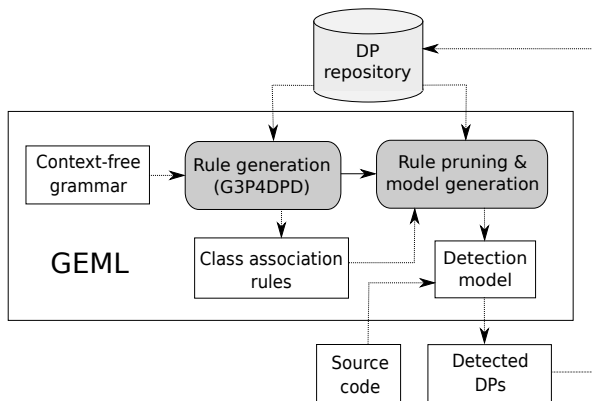 DP
repository
Context-free
grammar
Rule generation
(G3P4DPD)
Rule pruning &
model generation
GEML
Class association
rules
Detection
model
Source
code
Detected
DPs